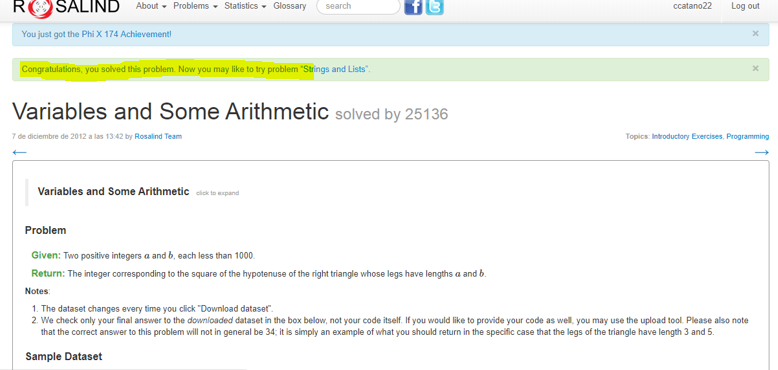 ROSALIND About Problems Statistics Glossary search ccatano22 Log out
You just got the Phi X 174 Achievement! ×
Congratulations, you solved this problem. Now you may like to try problem "Strings and Lists". ×
Variables and Some Arithmetic solved by 25136
7 de diciembre de 2012 a las 13:42 by Rosalind Team Topics: Introductory Exercises, Programming
← →
Variables and Some Arithmetic click to expand
Problem
Given: Two positive integers a and b, each less than 1000.
Return: The integer corresponding to the square of the hypotenuse of the right triangle whose legs have lengths a and b.
Notes:
1. The dataset changes every time you click "Download dataset".
2. We check only your final answer to the downloaded dataset in the box below, not your code itself. If you would like to provide your code as well, you may use the upload tool. Please also note
that the correct answer to this problem will not in general be 34; it is simply an example of what you should return in the specific case that the legs of the triangle have length 3 and 5.
Sample Dataset